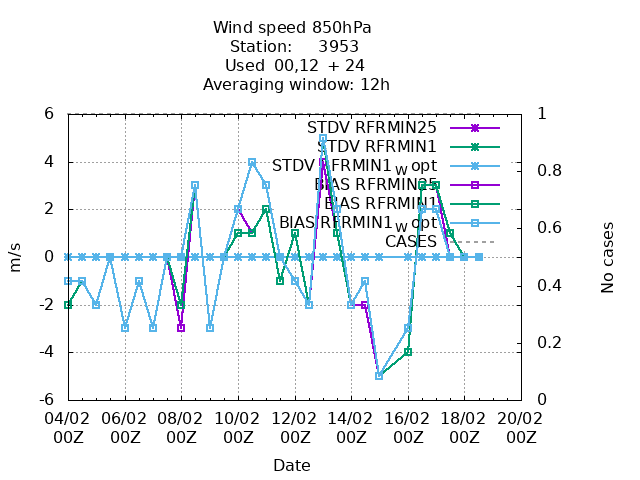 Wind speed 850hPa
Station: 3953
Used 00,12 + 24
Averaging window: 12h
6 1
STDV RFRMIN25
STDV RFRMIN1
4 0.8
STDV RFRMIN1w opt
BIAS RFRMIN25
BIAS RFRMIN1
2 0.6
BIAS RFRMIN1w opt
CASES
0
m/s
No cases
-2 0.4
-4 0.2
-6 0
04/02 06/02 08/02 10/02 12/02 14/02 16/02 18/02 20/02
00Z 00Z 00Z 00Z 00Z 00Z 00Z 00Z 00Z
Date